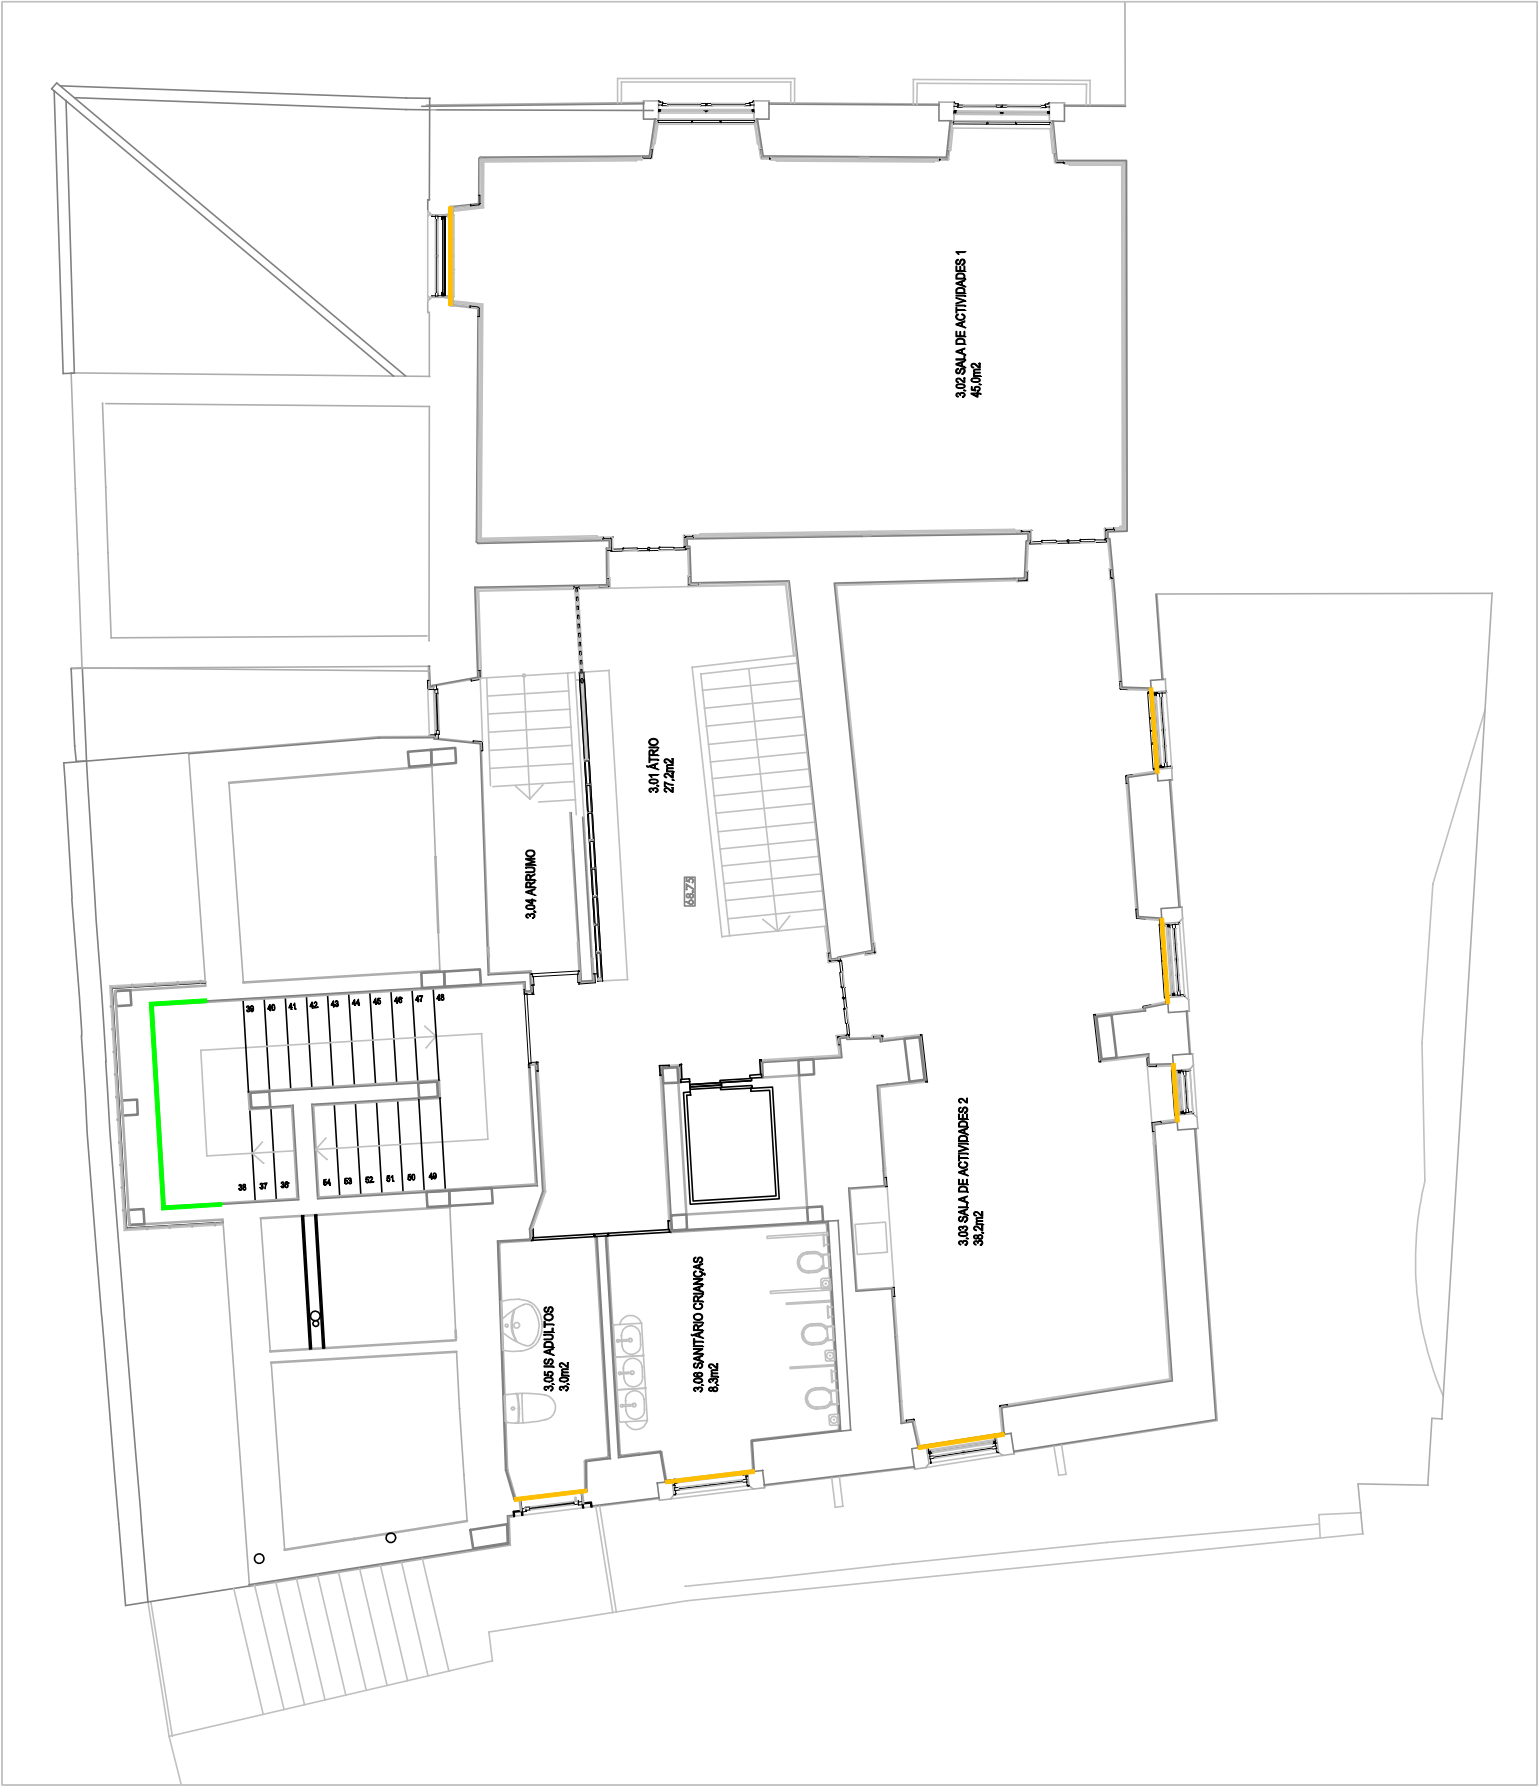 3.02 SALA DE ACTIVIDADES 1
45,0m2
3.01 ÁTRIO
27,2m2
3.04 ARRUMO
68.75
39 40 41 42 43 44 45 46 47 48
38 37 36 54 53 52 51 50 49
3.03 SALA DE ACTIVIDADES 2
38,2m2
3.05 IS ADULTOS
3,0m2
3.06 SANITÁRIO CRIANÇAS
8,3m2